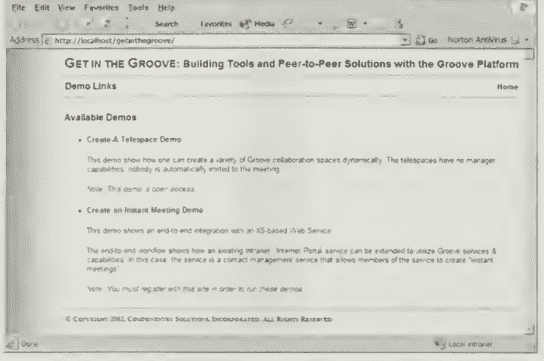 File Edit View Favorites Tools Help
Search Favorites Media
Address http://localhost/getinthegroove/ Go Norton AntiVirus
GET IN THE GROOVE: Building Tools and Peer-to-Peer Solutions with the Groove Platform
Demo Links Home
Available Demos
• Create A Telespace Demo
This demo show how one can create a variety of Groove collaboration spaces dynamically. The telespaces have no manager
capabilities. nobody is automatically invited to the meeting
Note: This demo is open access.
• Create an Instant Meeting Demo
This demo shows an end-to-end integration with an IIS-based Web Service
The end-to-end workflow shows how an existing Intranet, Internet Portal service can be extended to utilize Groove services &
capabilities. in this case, the service is a contact management service that allows members of the service to create "instant
meetings"
Note: You must register with this site in order to run these demos
© COPYRIGHT 2002, COMPONENTRY SOLUTIONS, INCORPORATED. ALL RIGHTS RESERVED.
Done Local intranet